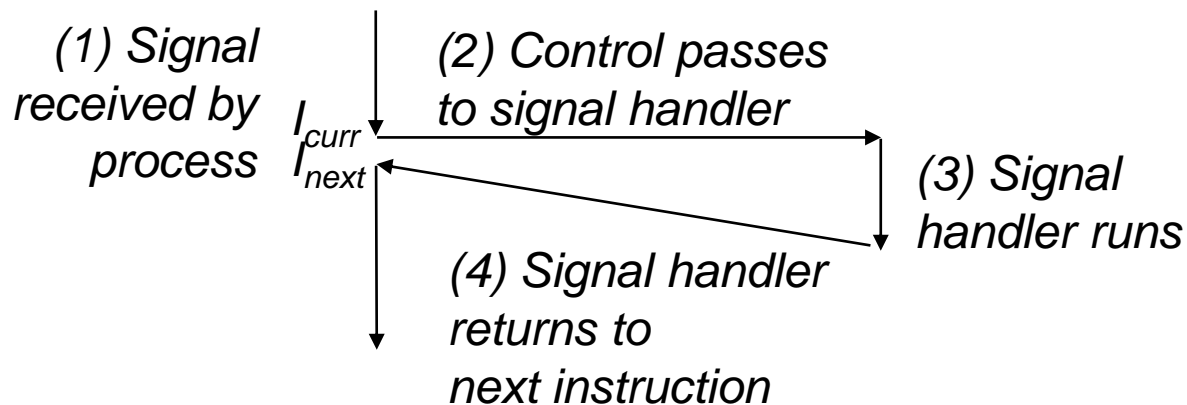 (1) Signal
received by
process
I_curr
I_next
(2) Control passes
to signal handler
(3) Signal
handler runs
(4) Signal handler
returns to
next instruction